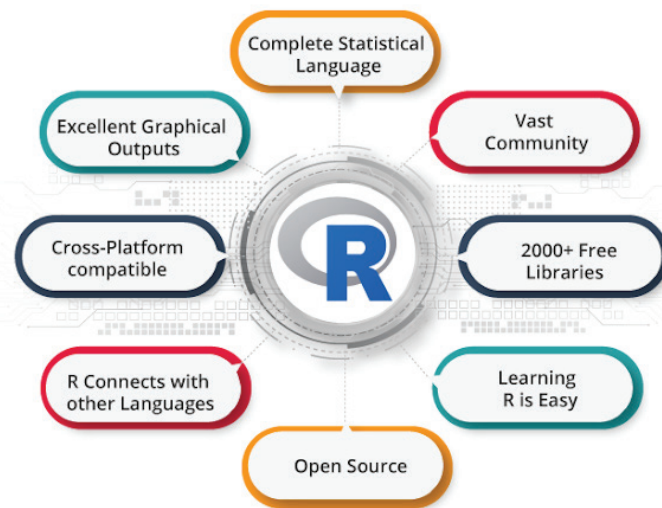 Complete Statistical
Language
Excellent Graphical
Outputs
Vast
Community
Cross-Platform
compatible
R
2000+ Free
Libraries
R Connects with
other Languages
Learning
R is Easy
Open Source